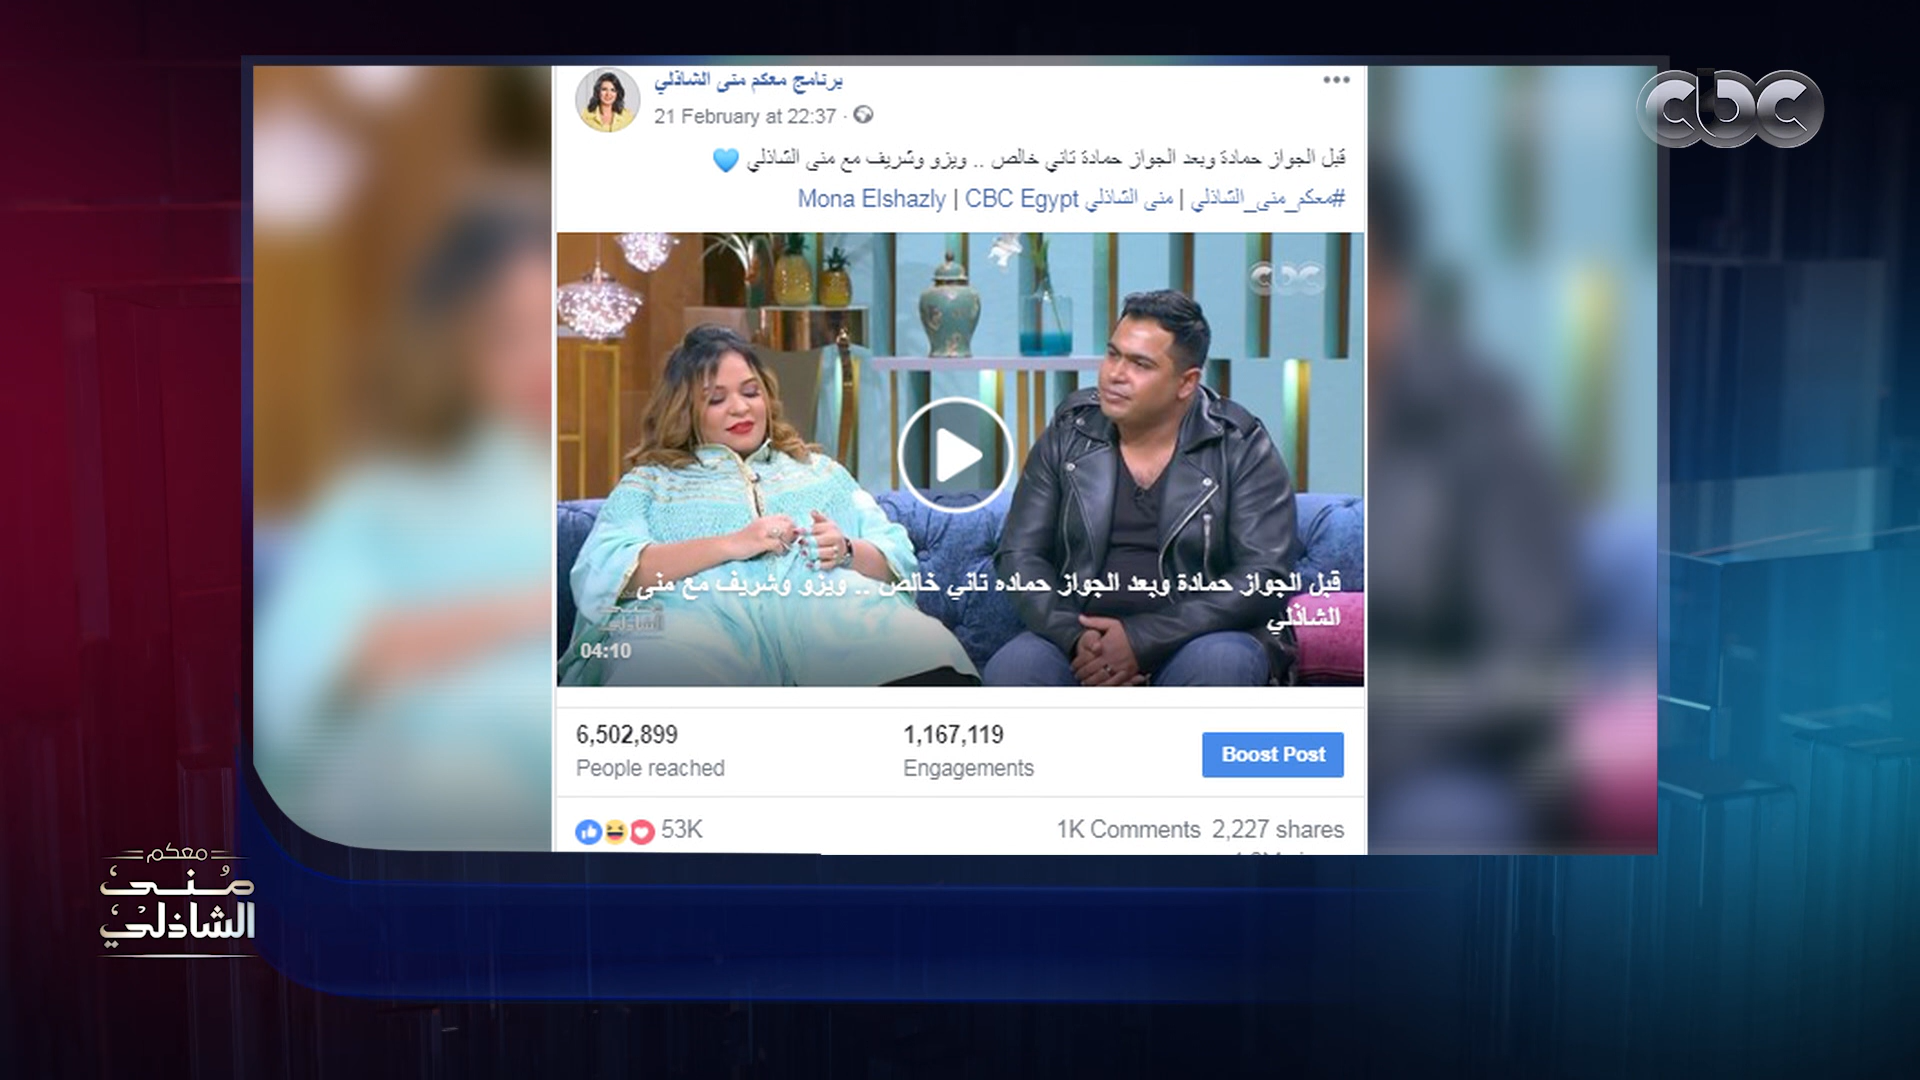 cbc
برنامج معكم منى الشاذلي
21 February at 22:37 ·
قبل الجواز حمادة وبعد الجواز حمادة تاني خالص .. ويزو وشريف مع منى الشاذلي 💙
#معكم_منى_الشاذلي | منى الشاذلي Mona Elshazly | CBC Egypt
cbc
قبل الجواز حمادة وبعد الجواز حماده تاني خالص .. ويزو وشريف مع منى
الشاذلي
منى
الشاذلي
04:10
6,502,899
People reached
1,167,119
Engagements
Boost Post
53K
1K Comments 2,227 shares
معكم
منى
الشاذلي